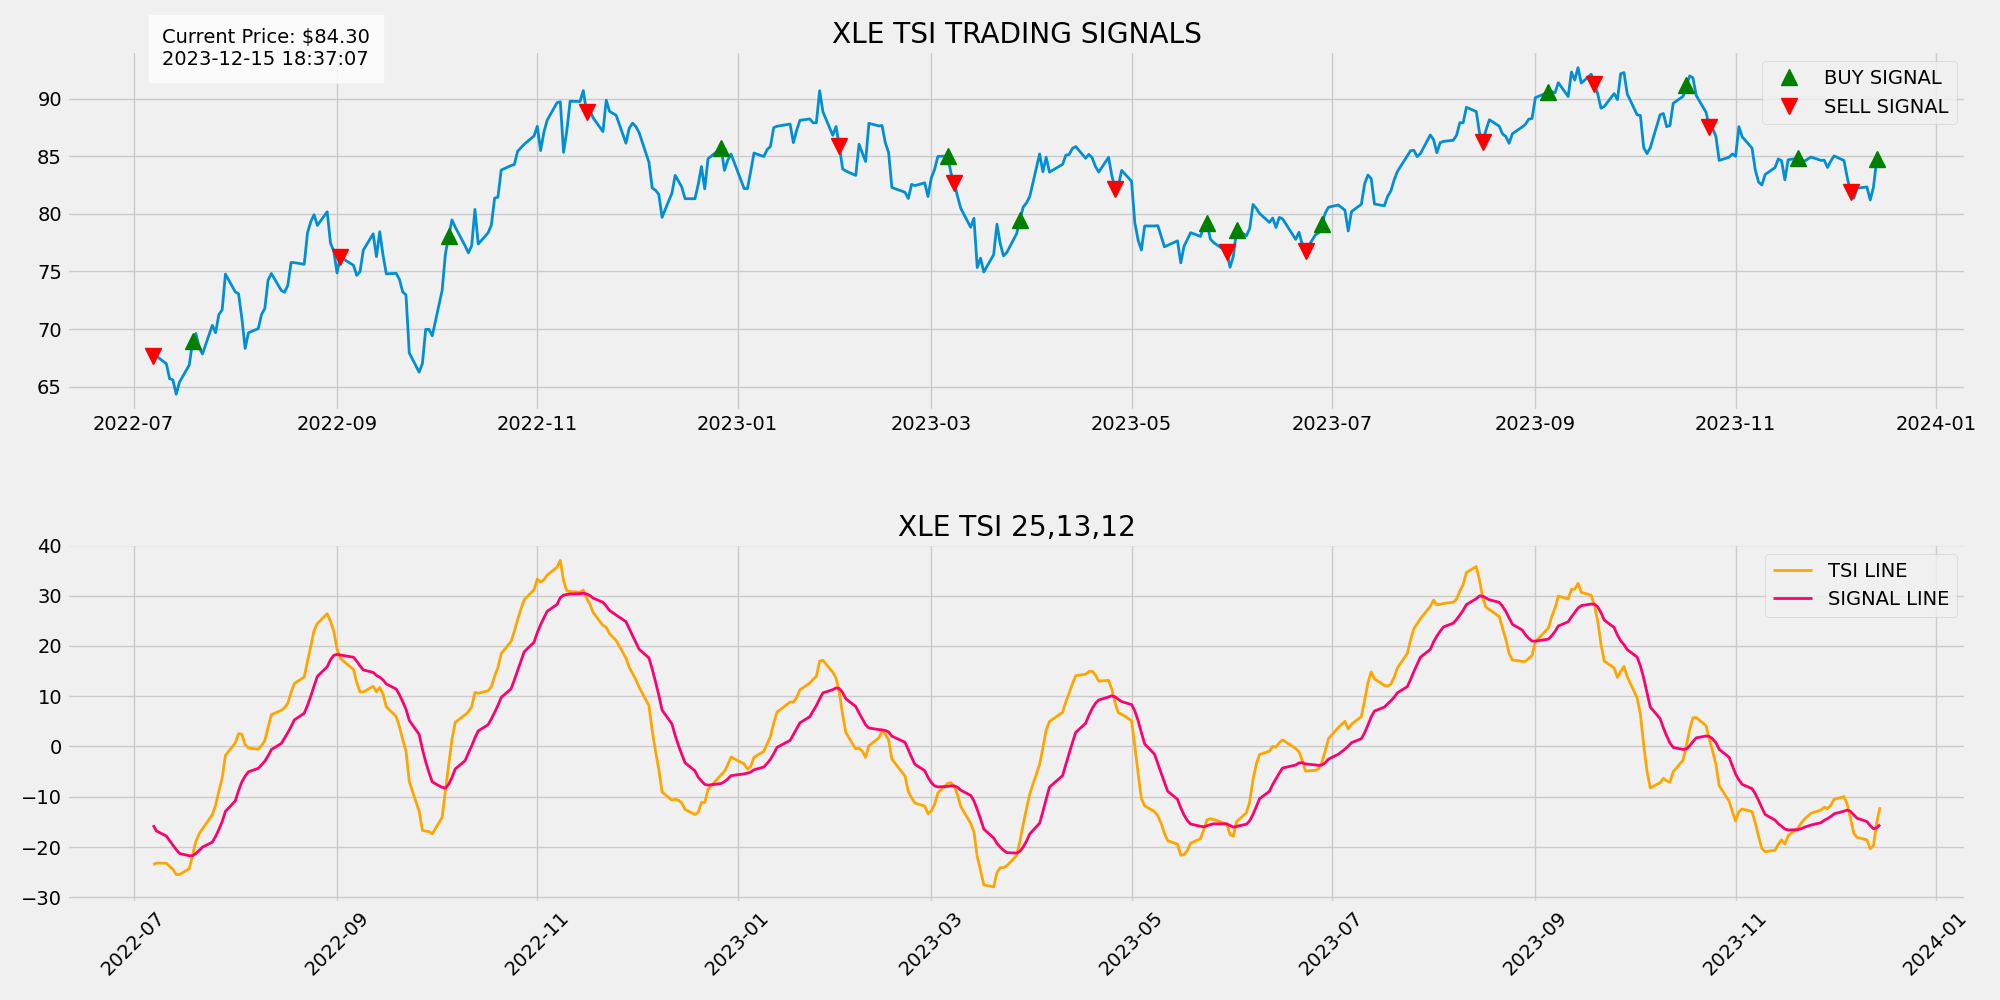 XLE TSI TRADING SIGNALS
Current Price: $84.30
2023-12-15 18:37:07
BUY SIGNAL
SELL SIGNAL
90
85
80
75
70
65
2022-07 2022-09 2022-11 2023-01 2023-03 2023-05 2023-07 2023-09 2023-11 2024-01
XLE TSI 25,13,12
TSI LINE
SIGNAL LINE
40
30
20
10
0
−10
−20
−30
2022-07 2022-09 2022-11 2023-01 2023-03 2023-05 2023-07 2023-09 2023-11 2024-01